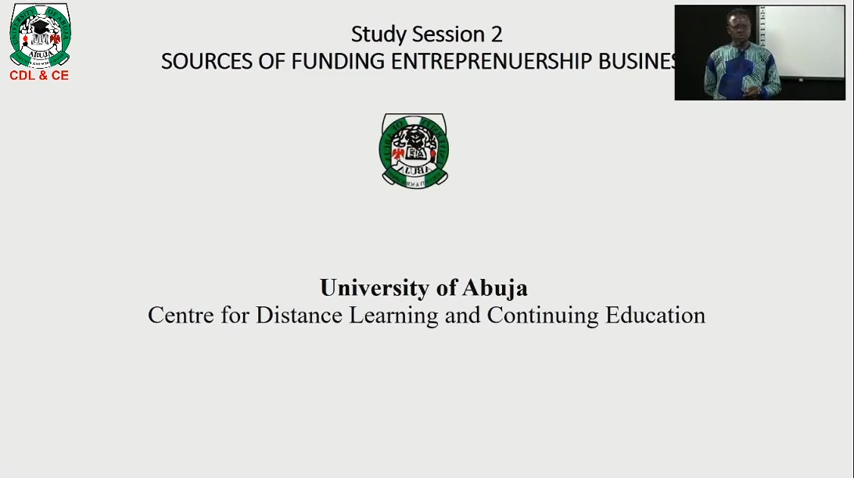 CDL & CE
Study Session 2
SOURCES OF FUNDING ENTREPRENUERSHIP BUSINES
University of Abuja
Centre for Distance Learning and Continuing Education